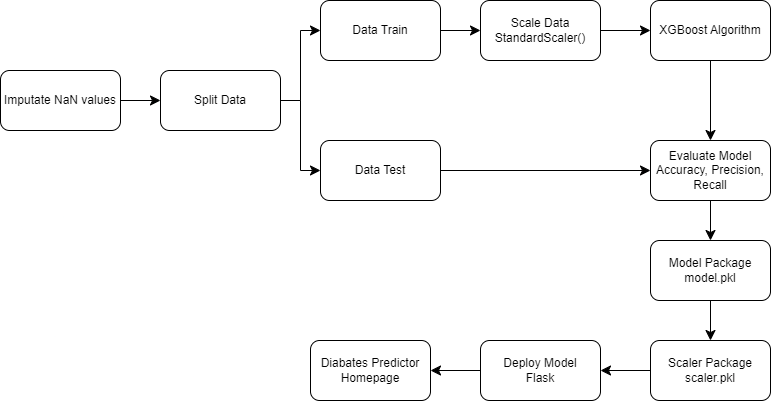 Data Train
Scale Data
StandardScaler()
XGBoost Algorithm
Imputate NaN values
Split Data
Data Test
Evaluate Model
Accuracy, Precision,
Recall
Model Package
model.pkl
Diabates Predictor
Homepage
Deploy Model
Flask
Scaler Package
scaler.pkl